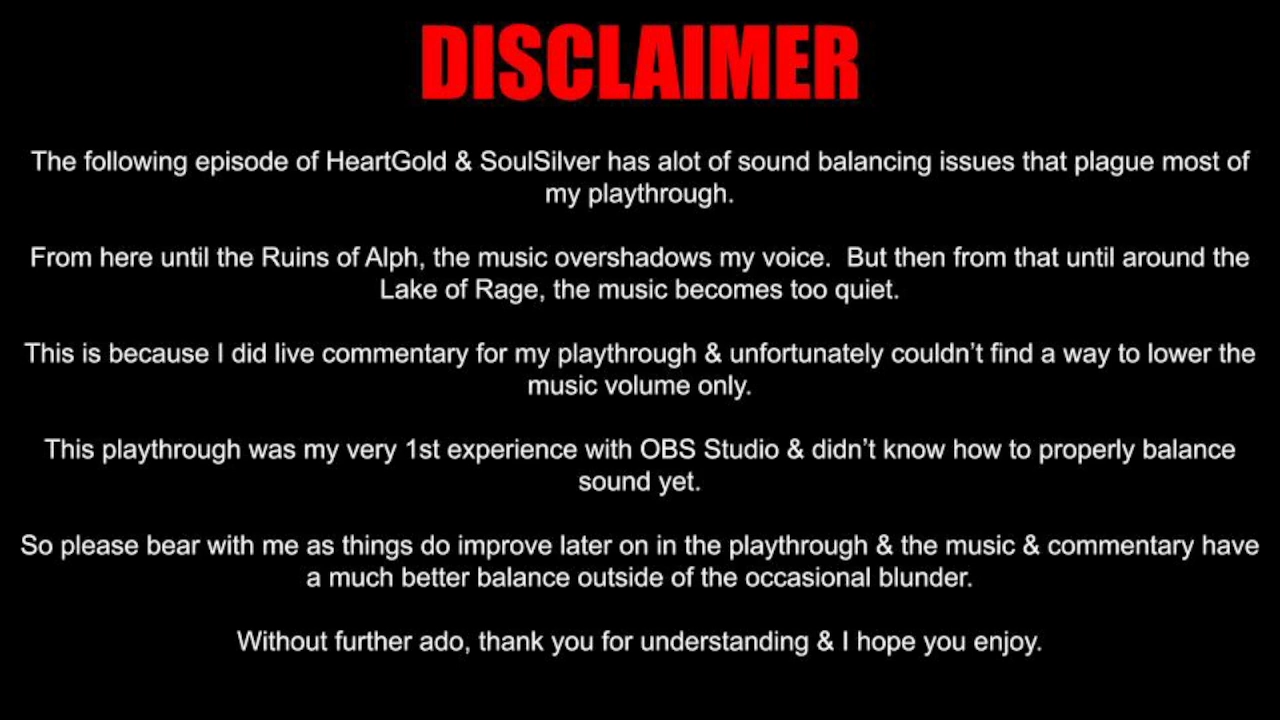 DISCLAIMER
The following episode of HeartGold & SoulSilver has alot of sound balancing issues that plague most of
my playthrough.
From here until the Ruins of Alph, the music overshadows my voice.  But then from that until around the
Lake of Rage, the music becomes too quiet.
This is because I did live commentary for my playthrough & unfortunately couldn’t find a way to lower the
music volume only.
This playthrough was my very 1st experience with OBS Studio & didn’t know how to properly balance
sound yet.
So please bear with me as things do improve later on in the playthrough & the music & commentary have
a much better balance outside of the occasional blunder.
Without further ado, thank you for understanding & I hope you enjoy.